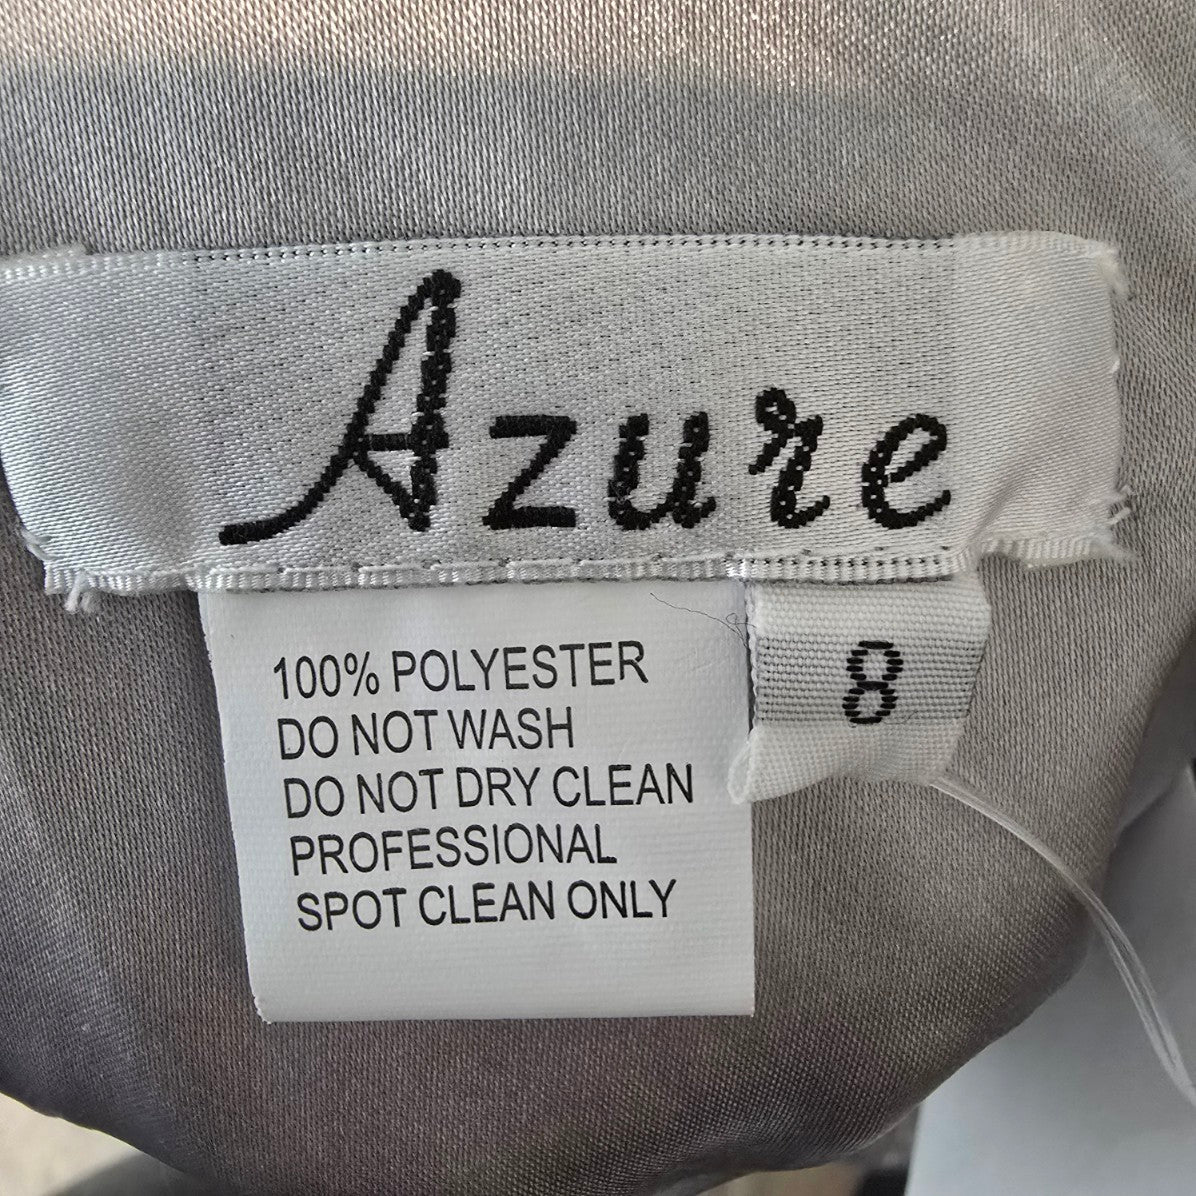 Azure
8
100% POLYESTER
DO NOT WASH
DO NOT DRY CLEAN
PROFESSIONAL
SPOT CLEAN ONLY